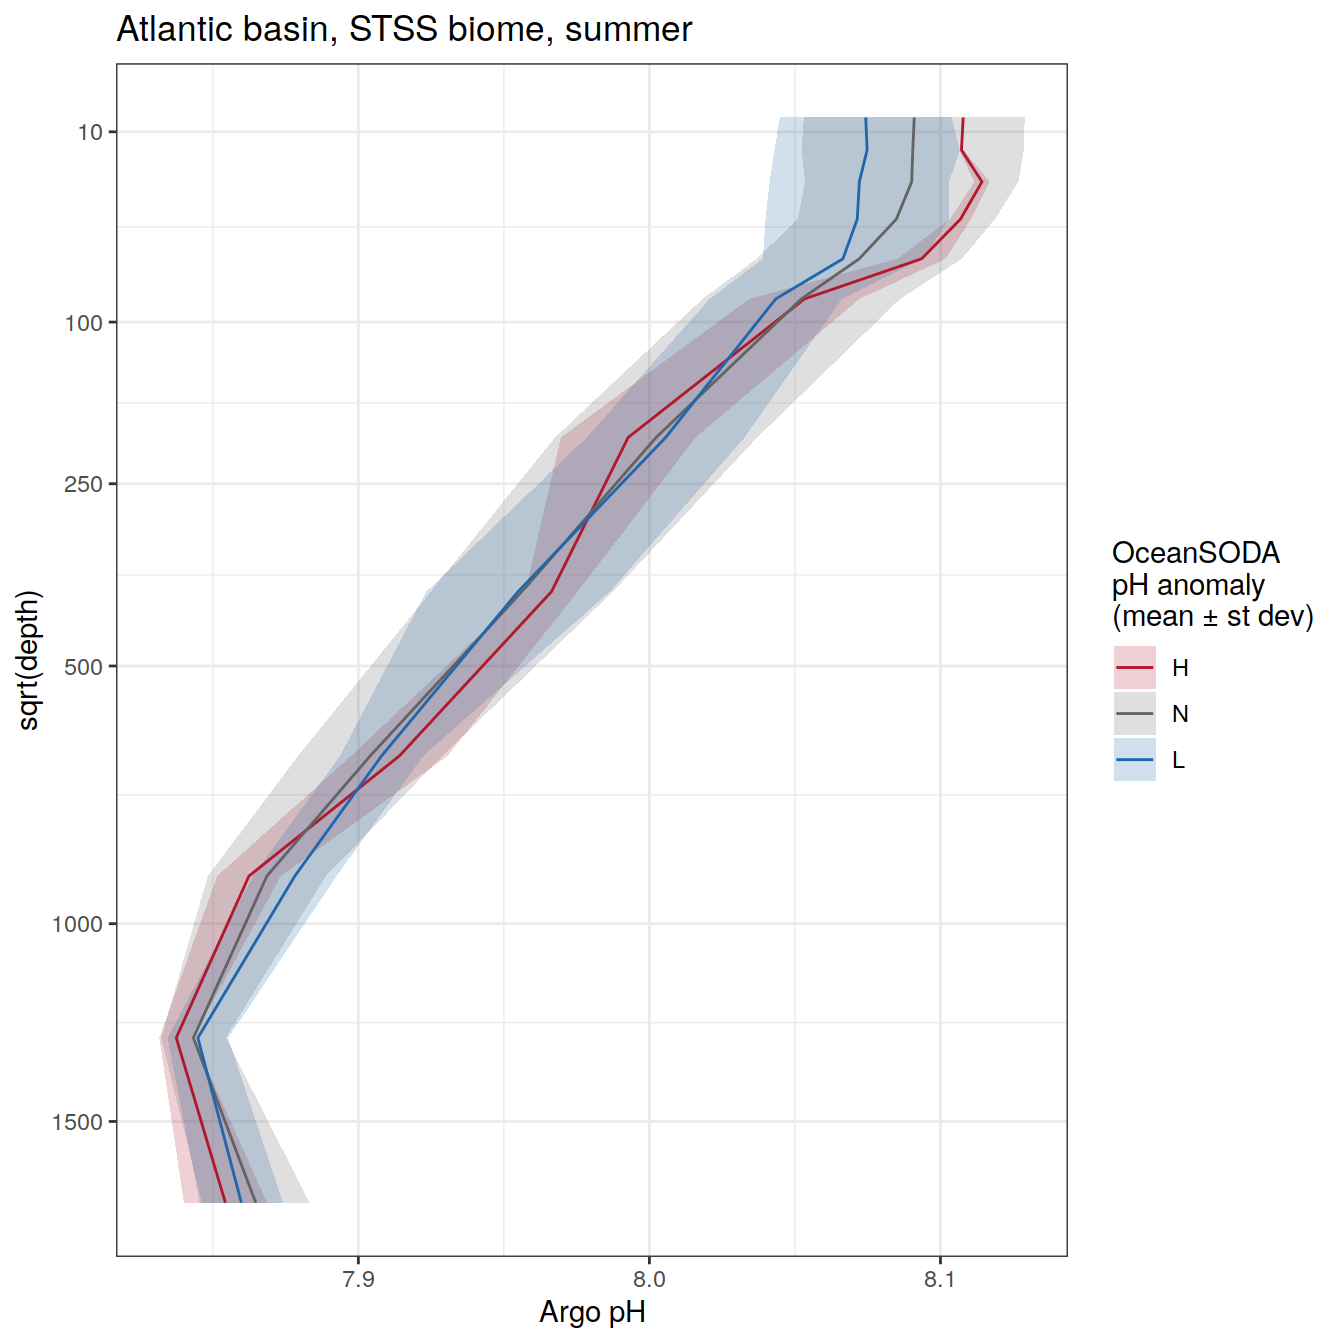 Atlantic basin, STSS biome, summer
10
100
250
500
1000
1500
sqrt(depth)
7.9
8.0
8.1
Argo pH
OceanSODA
pH anomaly
(mean ± st dev)
H
N
L